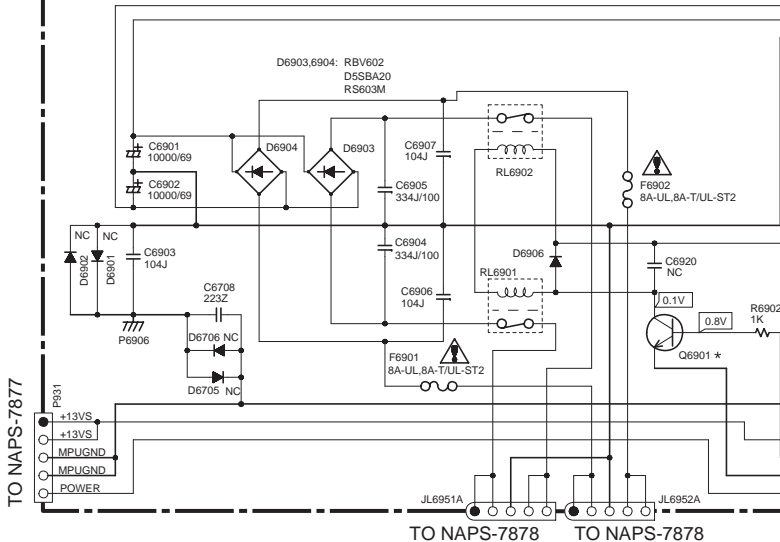 D6903,6904: RBV602
D5SBA20
RS603M
C6901
10000/69
C6902
10000/69
D6904
D6903
C6907
104J
RL6902
C6905
334J/100
F6902
8A-UL,8A-T/UL-ST2
NC
NC
D6902
D6901
C6903
104J
C6904
334J/100
D6906
C6920
NC
RL6901
C6906
104J
C6708
223Z
0.1V
0.8V
R6902
1K
P6906
D6706 NC
Q6901 *
F6901
8A-UL,8A-T/UL-ST2
D6705 NC
TO NAPS-7877
P931
+13VS
+13VS
MPUGND
MPUGND
POWER
JL6951A
JL6952A
TO NAPS-7878
TO NAPS-7878